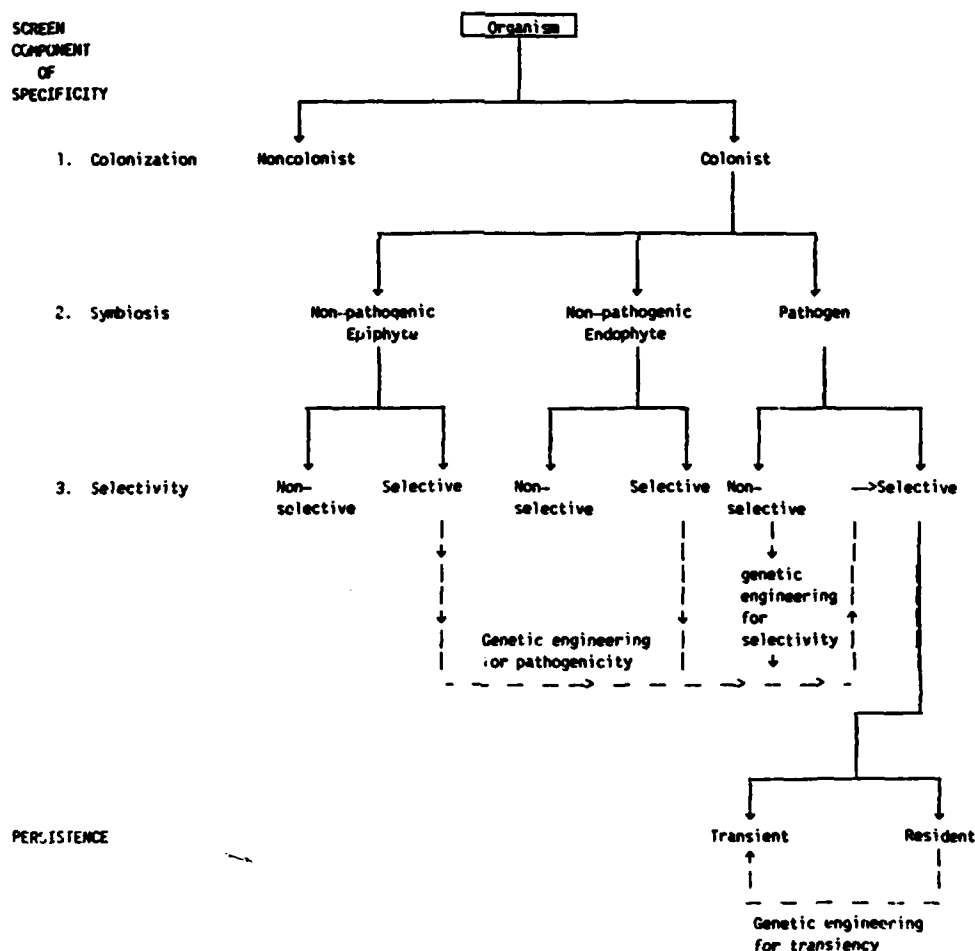 SCREEN
COMPONENT
OF
SPECIFICITY
Organism
1. Colonization Noncolonist Colonist
2. Symbiosis Non-pathogenic Non-pathogenic Pathogen
Epiphyte Endophyte
3. Selectivity Non- Selective Non- Selective Non- Selective
selective selective selective
genetic
engineering
for
selectivity
Genetic engineering
for pathogenicity
PERSISTENCE Transient Resident
Genetic engineering
for transiency